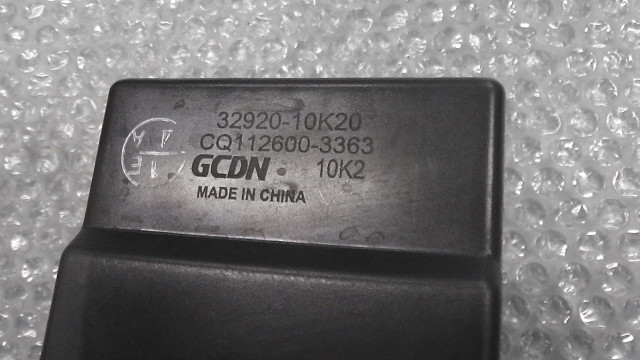 32920-10K20
CQ112600-3363
GCDN 10K2
MADE IN CHINA